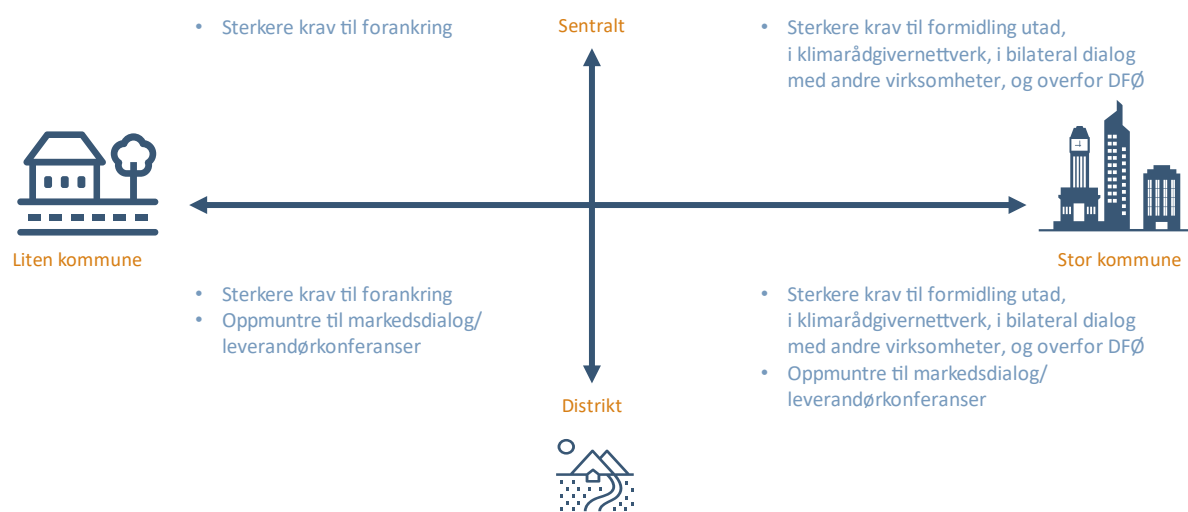 • Sterkere krav til forankring
Sentralt
• Sterkere krav til formidling utad,
i klimarådgivernettverk, i bilateral dialog
med andre virksomheter, og overfor DFØ
Liten kommune
Stor kommune
• Sterkere krav til forankring
• Oppmuntre til markedsdialog/
leverandørkonferanser
• Sterkere krav til formidling utad,
i klimarådgivernettverk, i bilateral dialog
med andre virksomheter, og overfor DFØ
• Oppmuntre til markedsdialog/
leverandørkonferanser
Distrikt